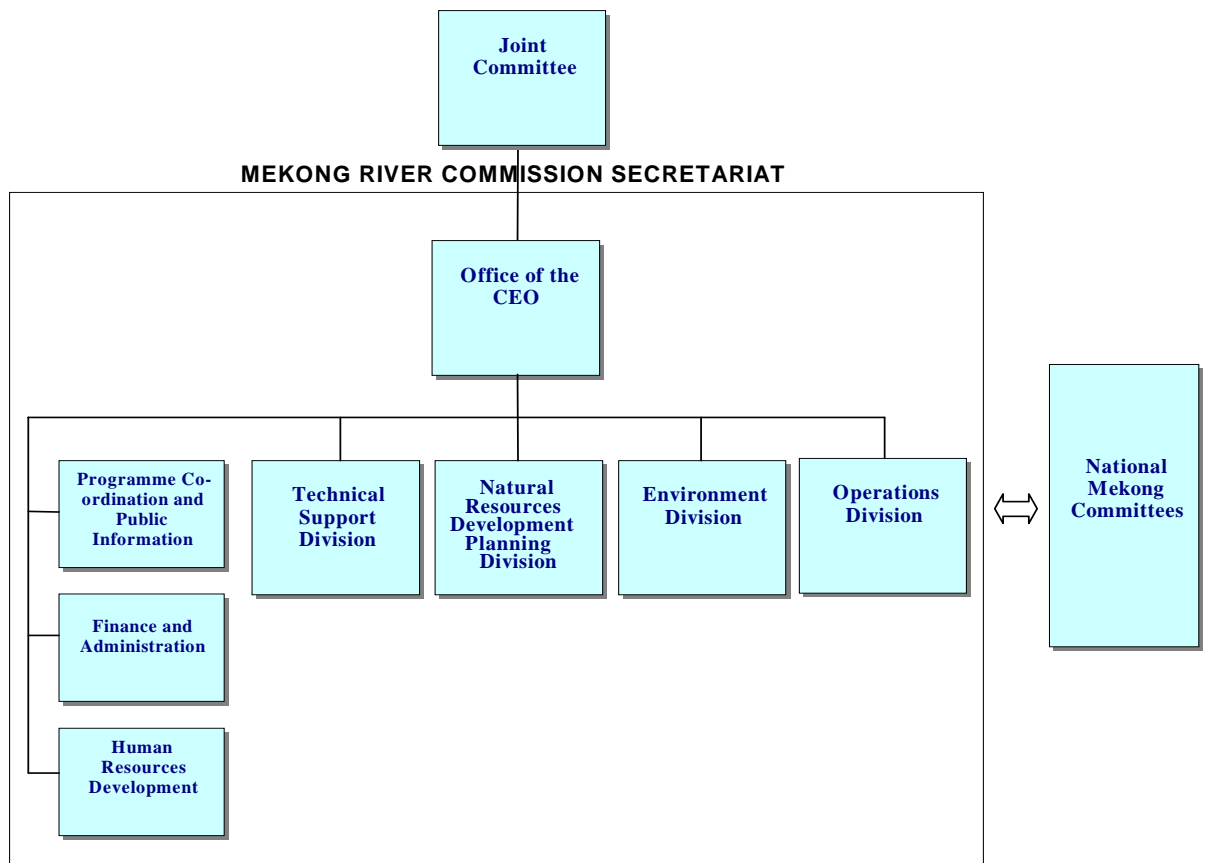 Joint
Committee
MEKONG RIVER COMMISSION SECRETARIAT
Office of the
CEO
Programme Co-
ordination and
Public
Information
Technical
Support
Division
Natural
Resources
Development
Planning
Division
Environment
Division
Operations
Division
National
Mekong
Committees
Finance and
Administration
Human
Resources
Development